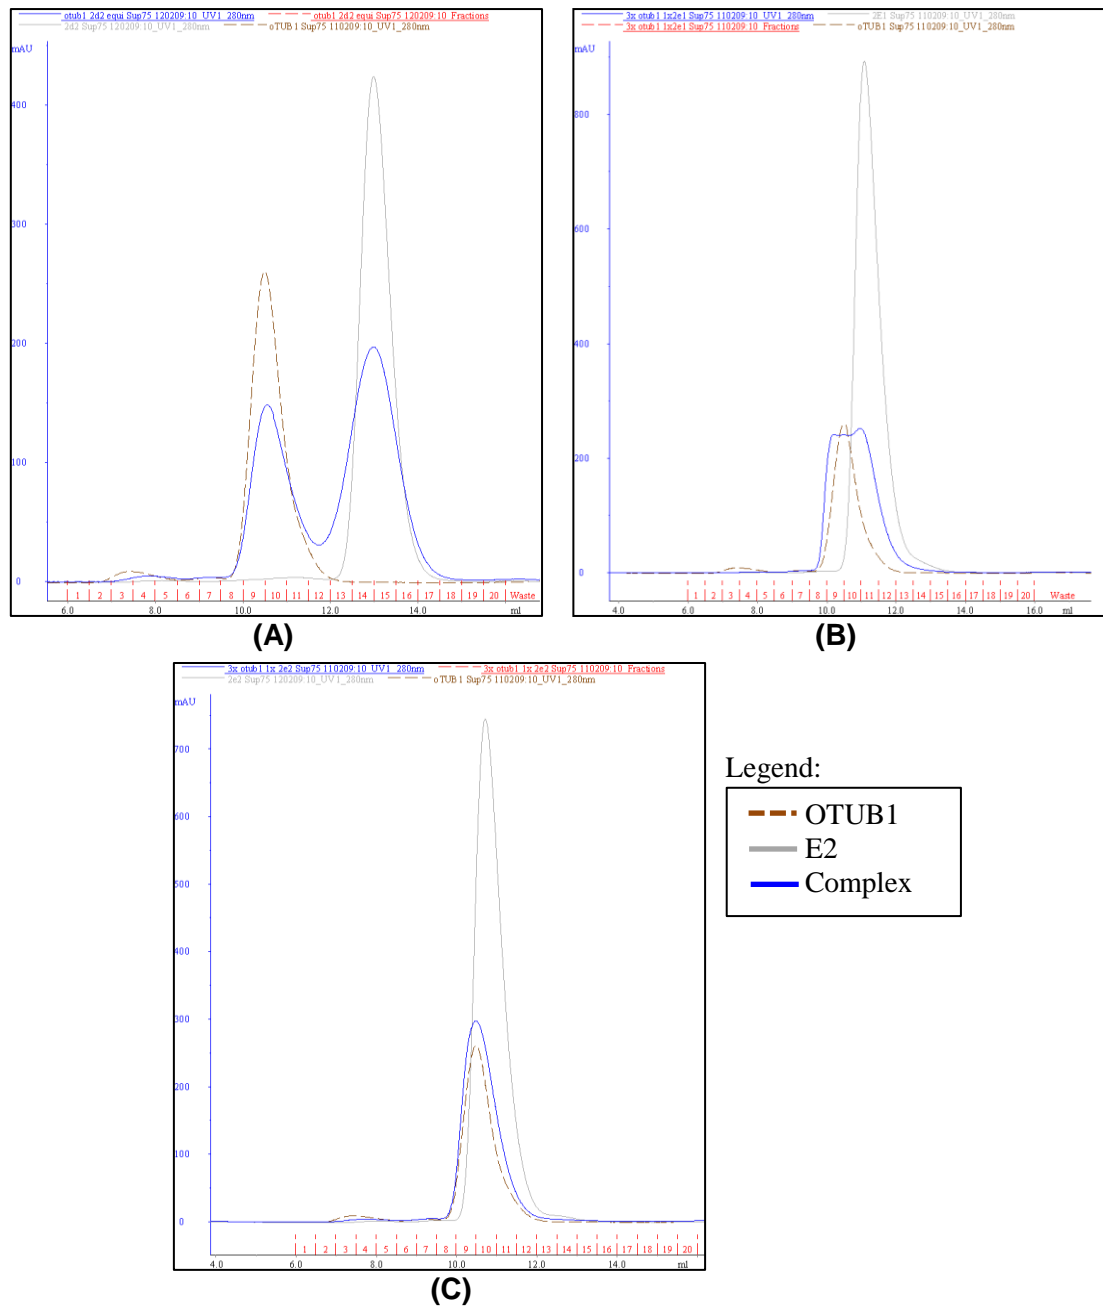 otub1 2d2 equi Sup75 120209:10_UV1_280nm otub1 2d2 equi Sup75 120209:10_Fractions
2d2 Sup75 120209:10_UV1_280nm oTUB1 Sup75 110209:10_UV1_280nm
mAU
400
300
200
100
0
1 2 3 4 5 6 7 8 9 10 11 12 13 14 15 16 17 18 19 20 Waste
6.0 8.0 10.0 12.0 14.0 ml
(A)
3x otub1 1x2e1 Sup75 110209:10_UV1_280nm 2E1 Sup75 110209:10_UV1_280nm
3x otub1 1x2e1 Sup75 110209:10_Fractions oTUB1 Sup75 110209:10_UV1_280nm
mAU
800
600
400
200
0
1 2 3 4 5 6 7 8 9 10 11 12 13 14 15 16 17 18 19 20 Waste
4.0 6.0 8.0 10.0 12.0 14.0 16.0 ml
(B)
3x otub1 1x 2e2 Sup75 110209:10_UV1_280nm 3x otub1 1x 2e2 Sup75 110209:10_Fractions
2e2 Sup75 120209:10_UV1_280nm oTUB1 Sup75 110209:10_UV1_280nm
mAU
700
600
500
400
300
200
100
0
1 2 3 4 5 6 7 8 9 10 11 12 13 14 15 16 17 18 19 20
4.0 6.0 8.0 10.0 12.0 14.0 ml
(C)
Legend:
OTUB1
E2
Complex